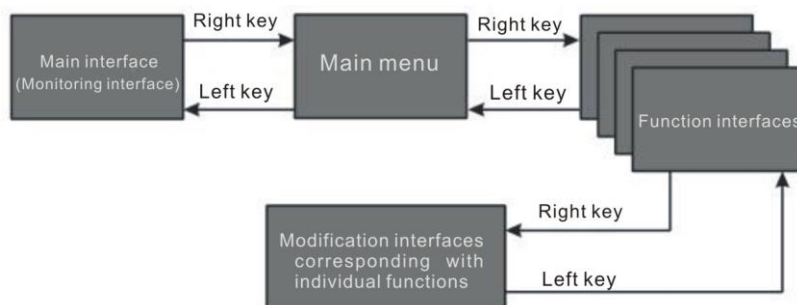 Right key
Right key
Main interface
(Monitoring interface)
Main menu
Left key
Left key
Function interfaces
Right key
Modification interfaces
corresponding with
individual functions
Left key